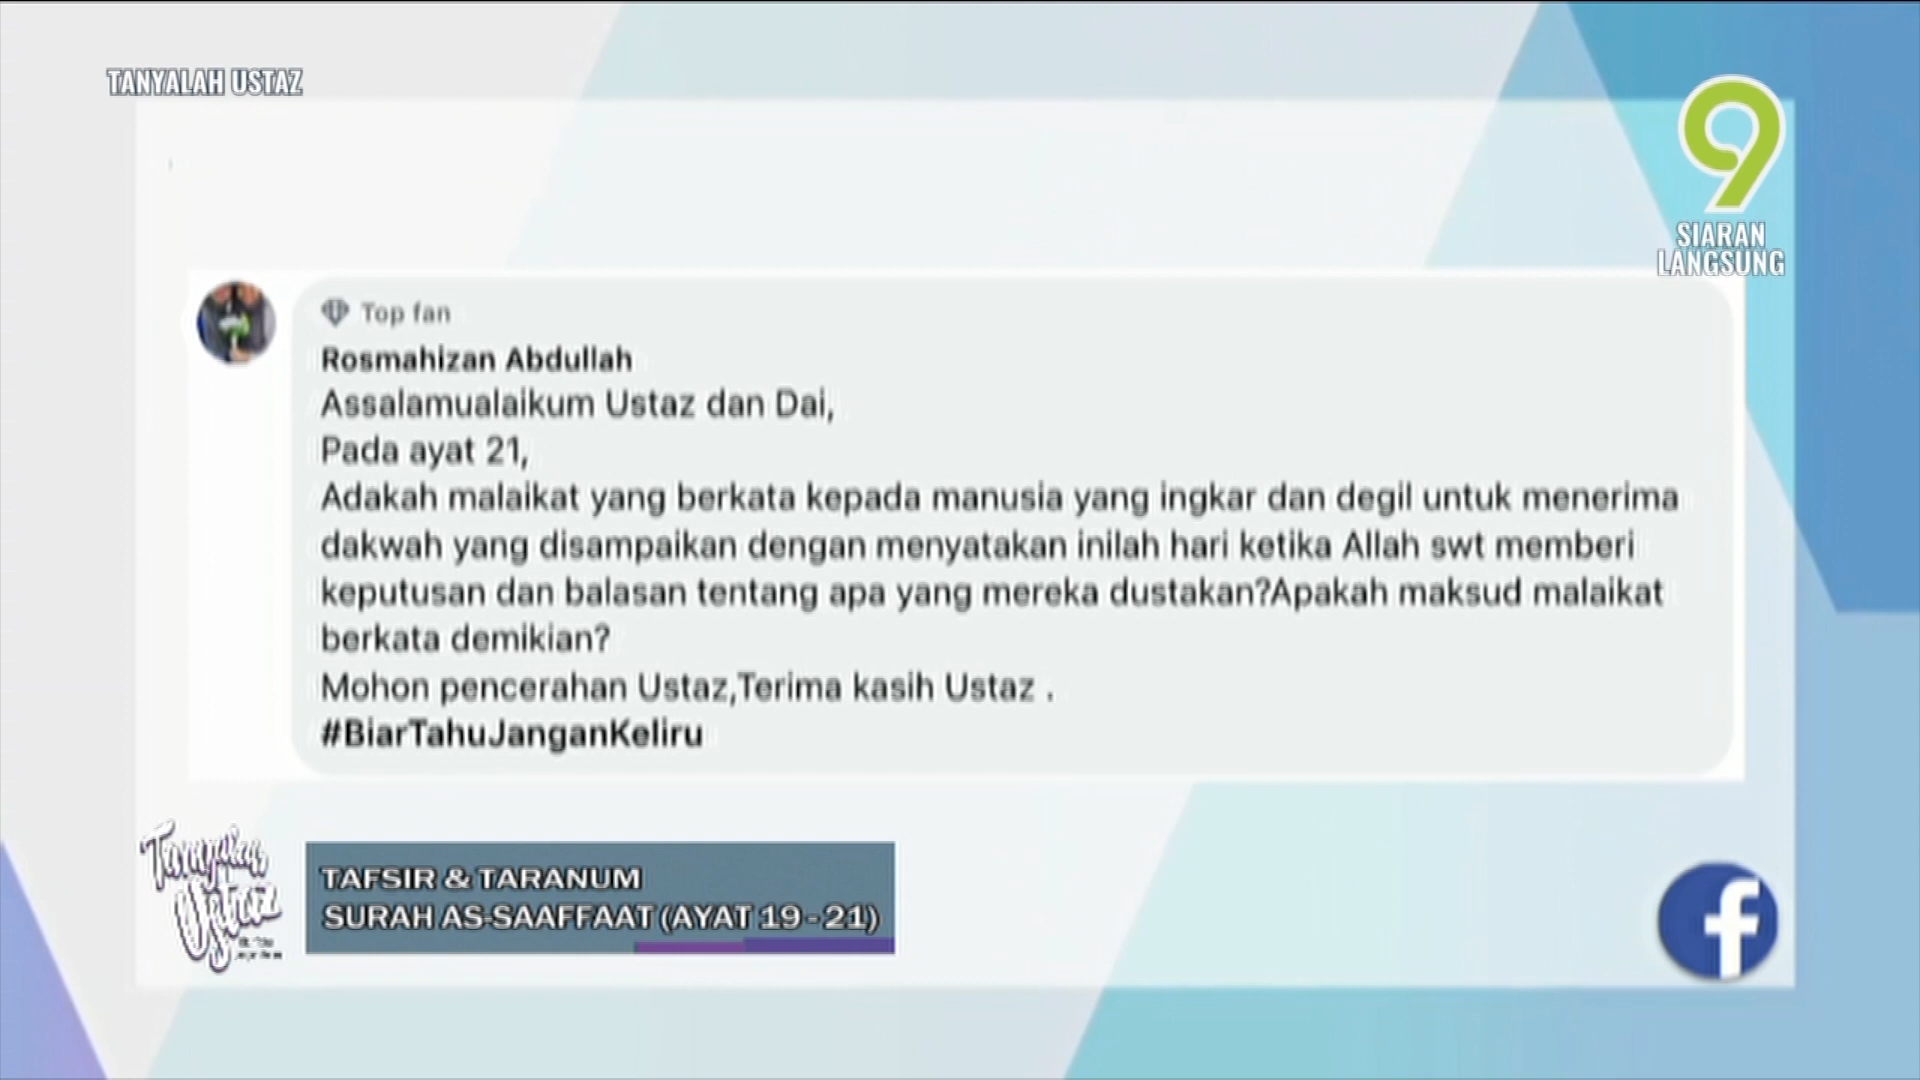 TANYALAH USTAZ
9
SIARAN
LANGSUNG
Top fan
Rosmahizan Abdullah
Assalamualaikum Ustaz dan Dai,
Pada ayat 21,
Adakah malaikat yang berkata kepada manusia yang ingkar dan degil untuk menerima
dakwah yang disampaikan dengan menyatakan inilah hari ketika Allah swt memberi
keputusan dan balasan tentang apa yang mereka dustakan?Apakah maksud malaikat
berkata demikian?
Mohon pencerahan Ustaz,Terima kasih Ustaz .
#BiarTahuJanganKeliru
Tanyalah
Ustaz
TAFSIR & TARANUM
SURAH AS-SAAFFAAT (AYAT 19 - 21)
f